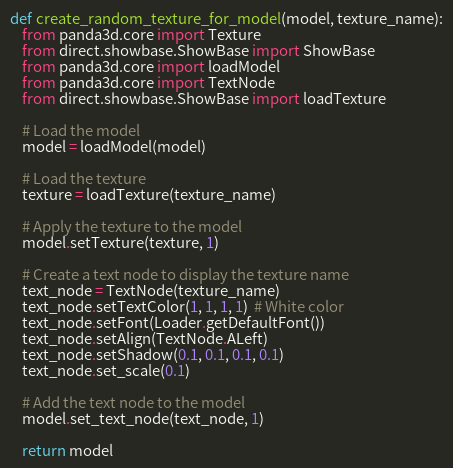 def create_random_texture_for_model(model, texture_name):
from panda3d.core import Texture
from direct.showbase.ShowBase import ShowBase
from panda3d.core import loadModel
from panda3d.core import TextNode
from direct.showbase.ShowBase import loadTexture
# Load the model
model = loadModel(model)
# Load the texture
texture = loadTexture(texture_name)
# Apply the texture to the model
model.setTexture(texture, 1)
# Create a text node to display the texture name
text_node = TextNode(texture_name)
text_node.setTextColor(1, 1, 1, 1) # White color
text_node.setFont(Loader.getDefaultFont())
text_node.setAlign(TextNode.ALeft)
text_node.setShadow(0.1, 0.1, 0.1, 0.1)
text_node.set_scale(0.1)
# Add the text node to the model
model.set_text_node(text_node, 1)
return model